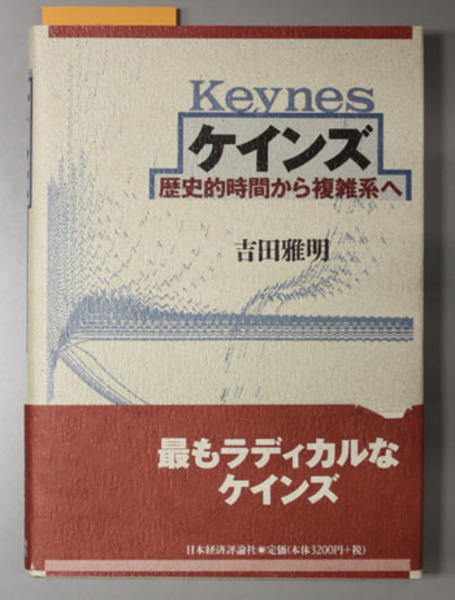 Keynes
ケインズ
歴史的時間から複雑系へ
吉田雅明
最もラディカルな
ケインズ
日本経済評論社●定価(本体3200円+税)